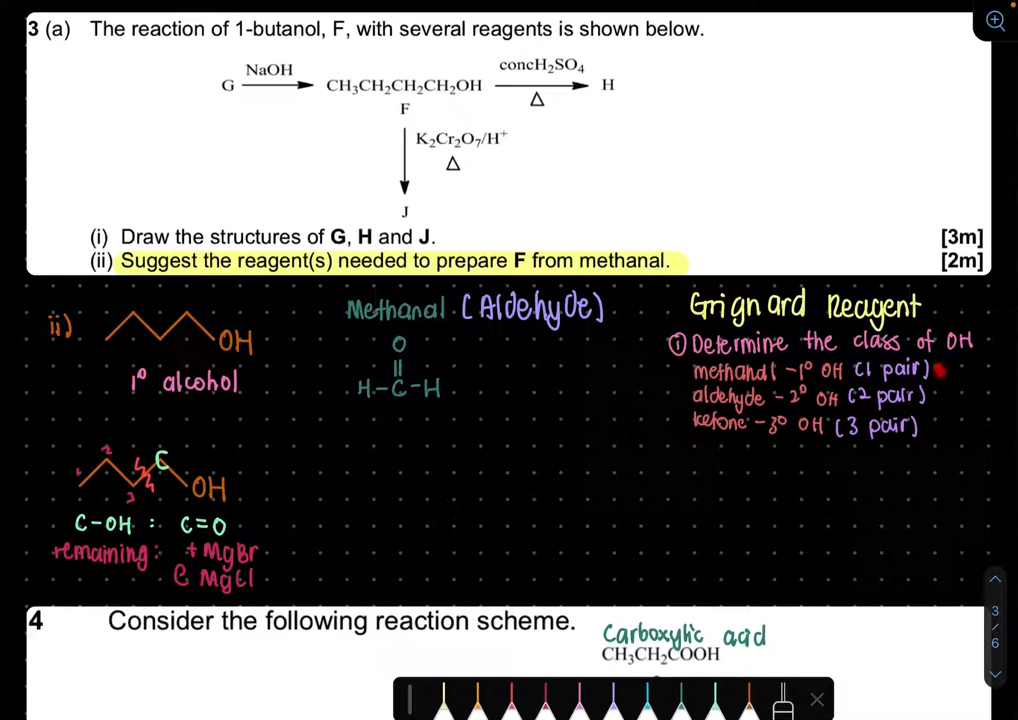 3 (a) The reaction of 1-butanol, F, with several reagents is shown below.
G NaOH CH₃CH₂CH₂CH₂OH concH₂SO₄ H
Δ
F
K₂Cr₂O₇/H⁺
Δ
J
(i) Draw the structures of G, H and J. [3m]
(ii) Suggest the reagent(s) needed to prepare F from methanal. [2m]
ii) OH
1° alcohol
Methanal (Aldehyde)
O
H-C-H
Grignard Reagent
① Determine the class of OH
methanal -1° OH (1 pair)
aldehyde - 2° OH (2 pair)
ketone - 3° OH (3 pair)
1 2 3 C OH
C-OH : C=O
remaining: + MgBr
@ MgCl
4 Consider the following reaction scheme.
Carboxylic acid
CH₃CH₂COOH
3
/
6